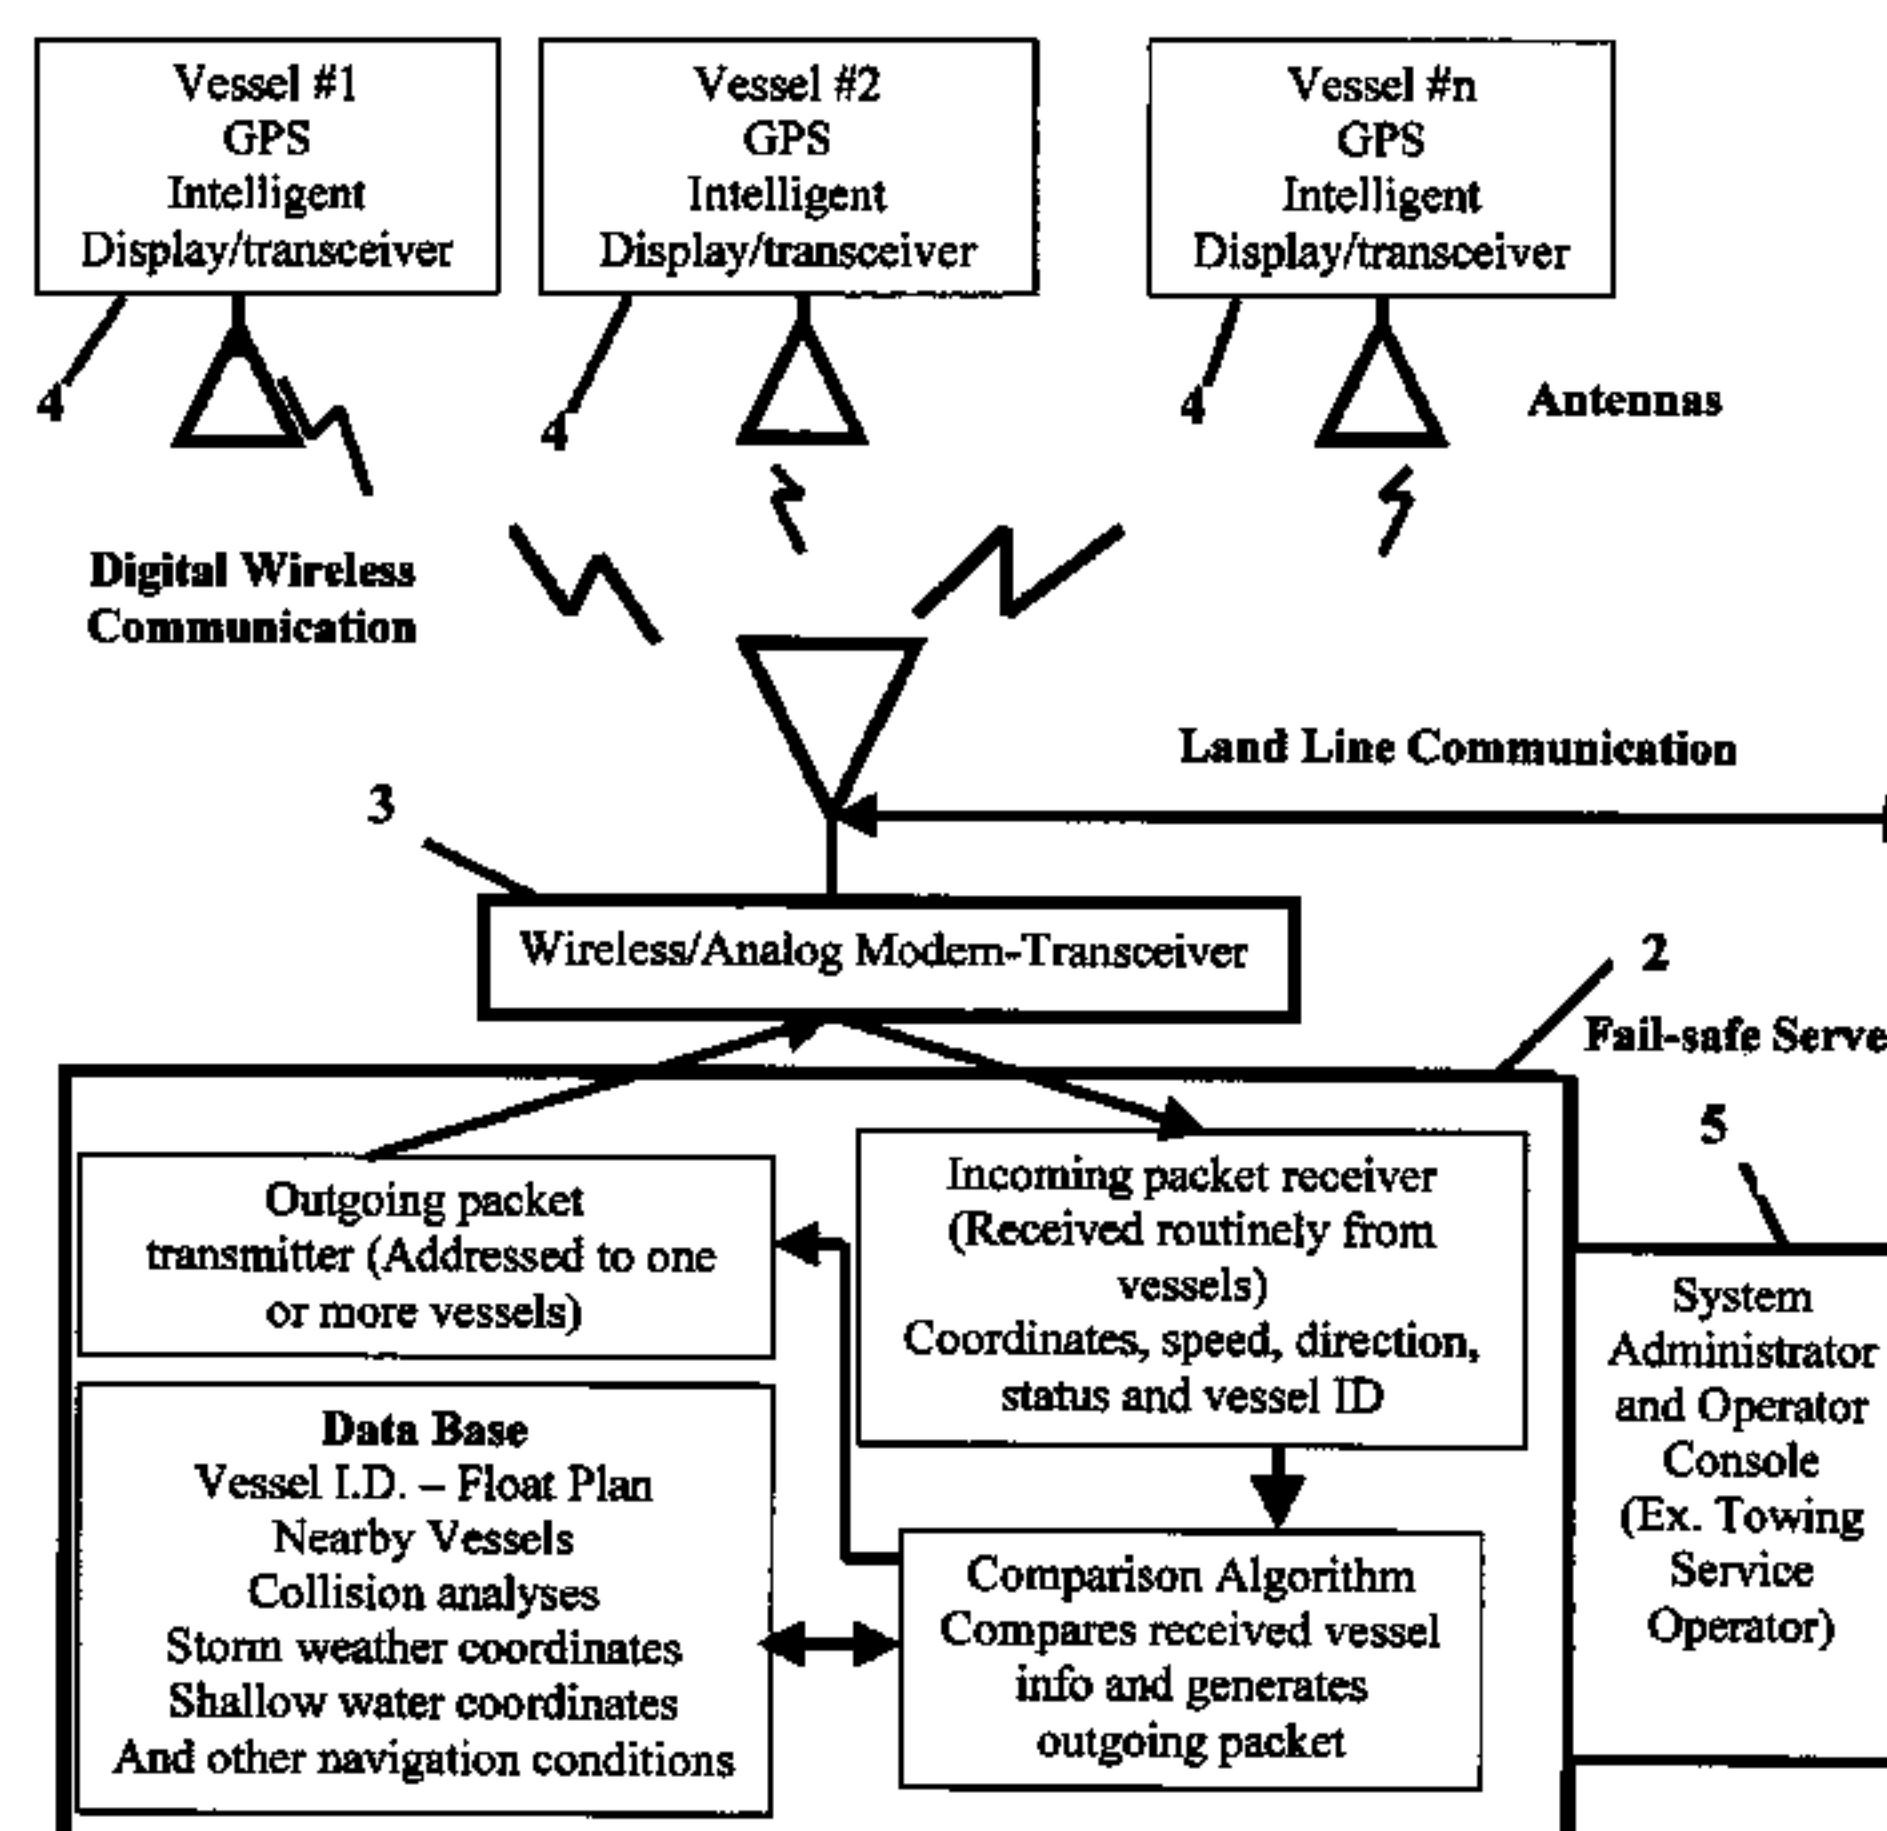 Vessel #1
GPS
Intelligent
Display/transceiver
Vessel #2
GPS
Intelligent
Display/transceiver
Vessel #n
GPS
Intelligent
Display/transceiver
4
4
4
Antennas
Digital Wireless
Communication
Land Line Communication
3
Wireless/Analog Modem-Transceiver
2
Fail-safe Serve
5
Outgoing packet
transmitter (Addressed to one
or more vessels)
Incoming packet receiver
(Received routinely from
vessels)
Coordinates, speed, direction,
status and vessel ID
System
Administrator
and Operator
Console
(Ex. Towing
Service
Operator)
Data Base
Vessel I.D. – Float Plan
Nearby Vessels
Collision analyses
Storm weather coordinates
Shallow water coordinates
And other navigation conditions
Comparison Algorithm
Compares received vessel
info and generates
outgoing packet